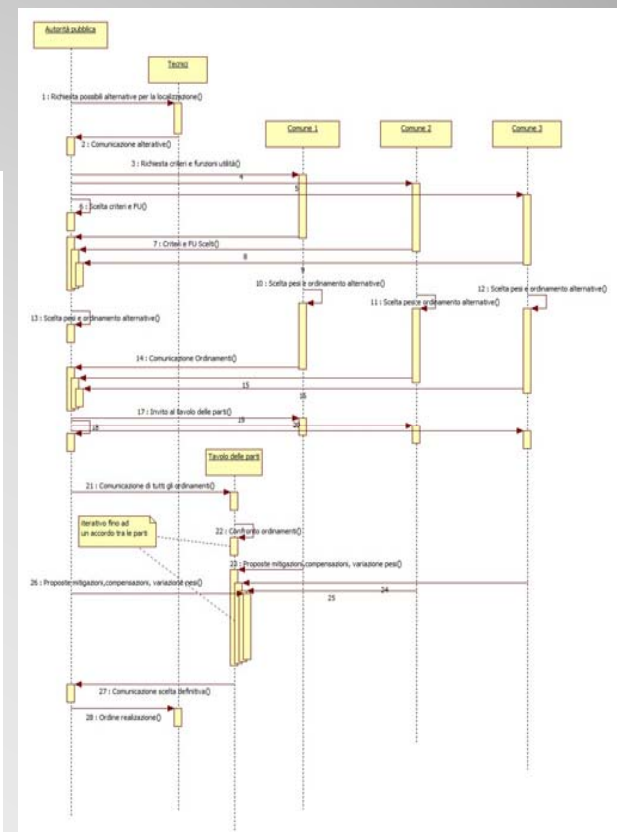 Autorità pubblica
Tecnici
1 : Richiesta possibili alternative per la localizzazione()
Comune 1
Comune 2
Comune 3
2 : Comunicazione alterative()
3 : Richiesta criteri e funzioni utilità()
4
5
6 : Scelta criteri e FU()
7 : Criteri e FU Scelti()
8
9
10 : Scelta pesi e ordinamento alternative()
12 : Scelta pesi e ordinamento alternative()
11 : Scelta pesi e ordinamento alternative()
13 : Scelta pesi e ordinamento alternative()
14 : Comunicazione Ordinamenti()
15
16
17 : Invito al tavolo delle parti()
19
20
18
Tavolo delle parti
21 : Comunicazione di tutti gli ordinamenti()
iterativo fino ad
un accordo tra le parti
22 : Confronto ordinamenti()
23 : Proposte mitigazioni,compensazioni, variazione pesi()
26 : Proposte mitigazioni,compensazioni, variazione pesi()
24
25
27 : Comunicazione scelta definitiva()
28 : Ordine realizzazione()